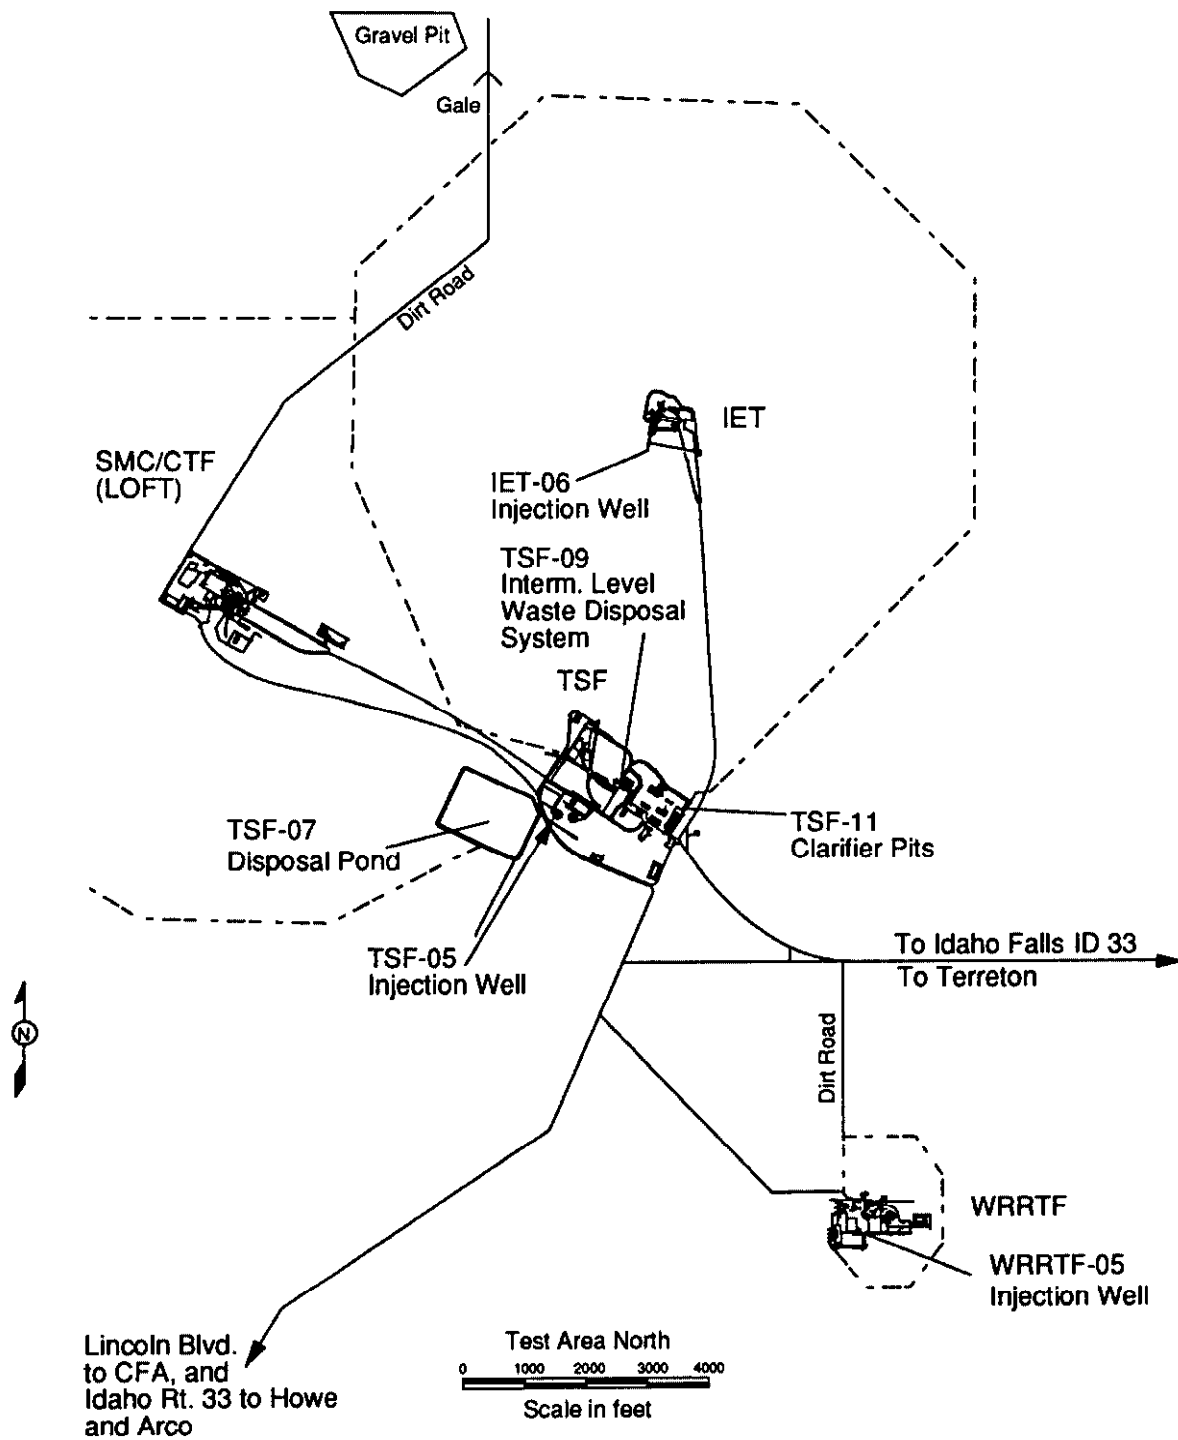 Gravel Pit
Gale
Dirt Road
IET
SMC/CTF
(LOFT)
IET-06
Injection Well
TSF-09
Interm. Level
Waste Disposal
System
TSF
TSF-07
Disposal Pond
TSF-11
Clarifier Pits
TSF-05
Injection Well
To Idaho Falls ID 33
To Terreton
N
Dirt Road
WRRTF
WRRTF-05
Injection Well
Lincoln Blvd.
to CFA, and
Idaho Rt. 33 to Howe
and Arco
Test Area North
0 1000 2000 3000 4000
Scale in feet